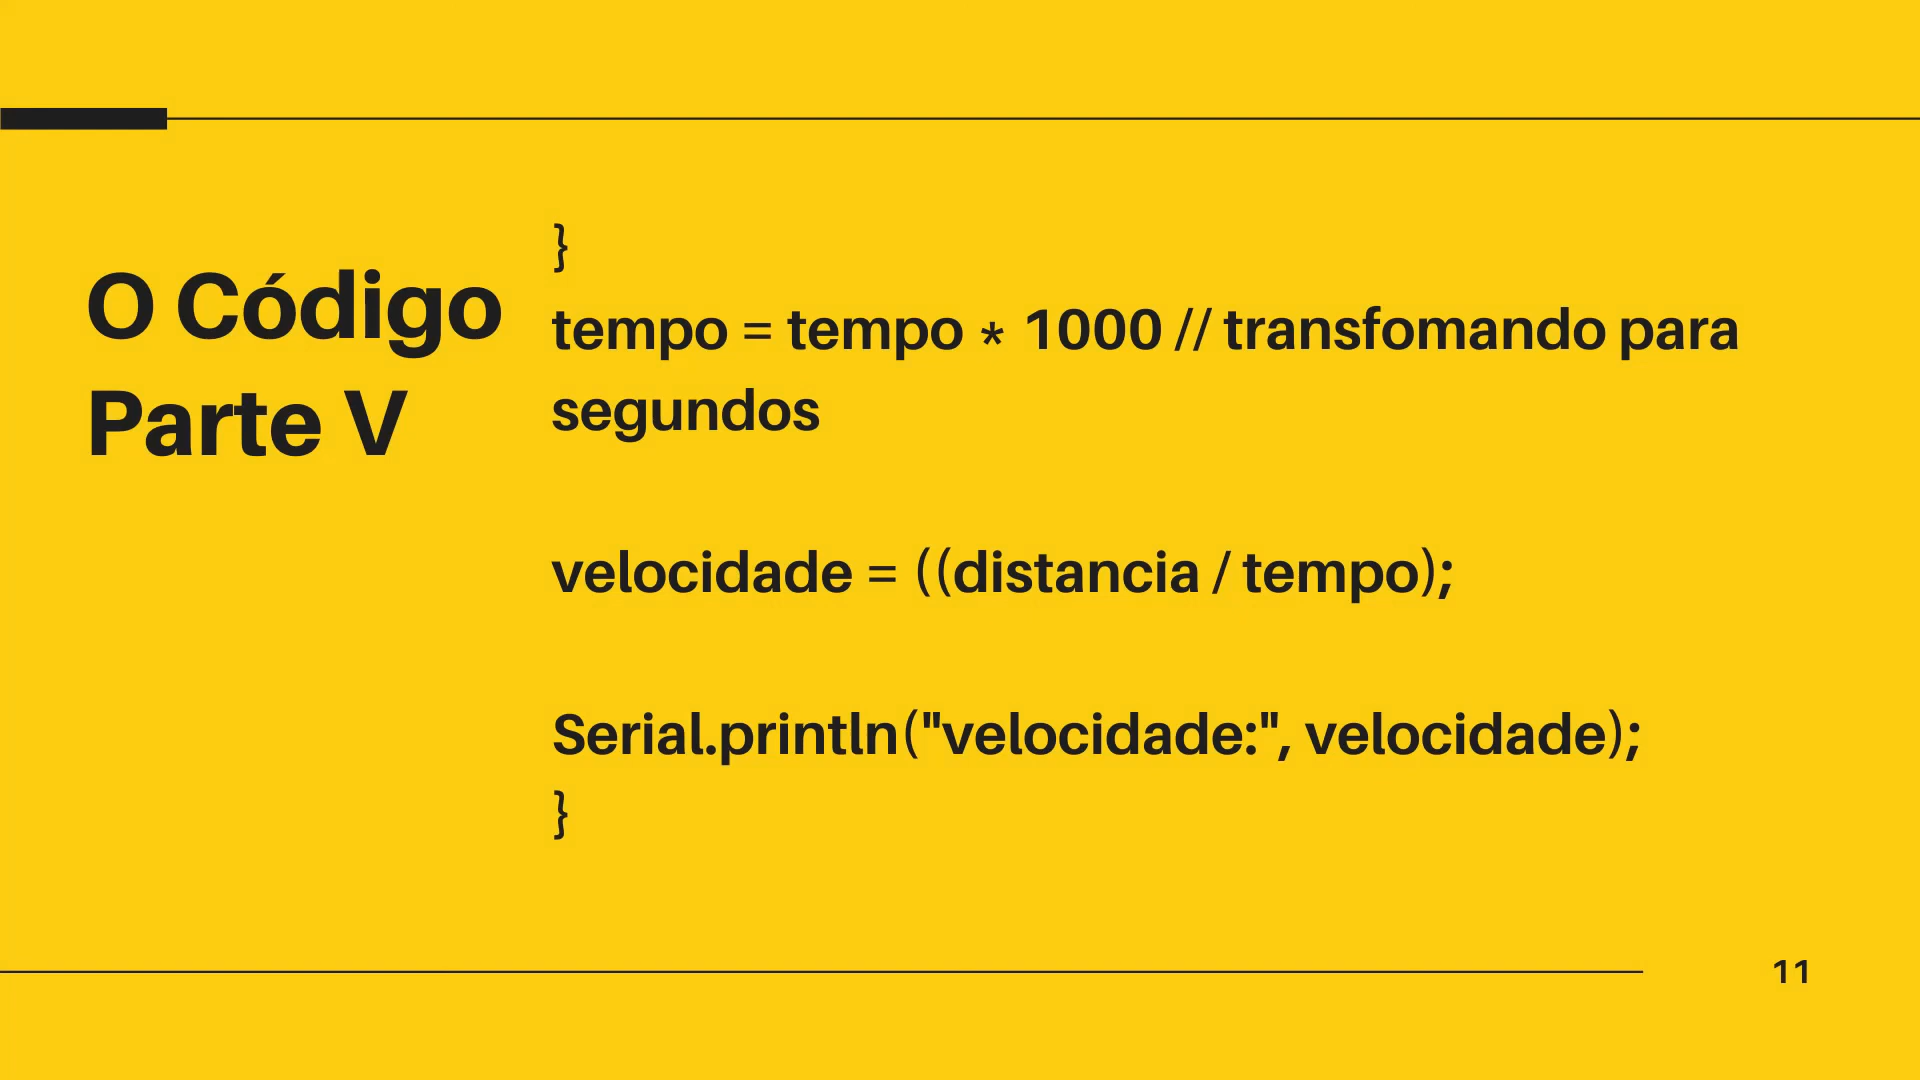 O Código
Parte V
}
tempo = tempo * 1000 // transfomando para
segundos
velocidade = ((distancia / tempo);
Serial.println("velocidade:", velocidade);
}
11